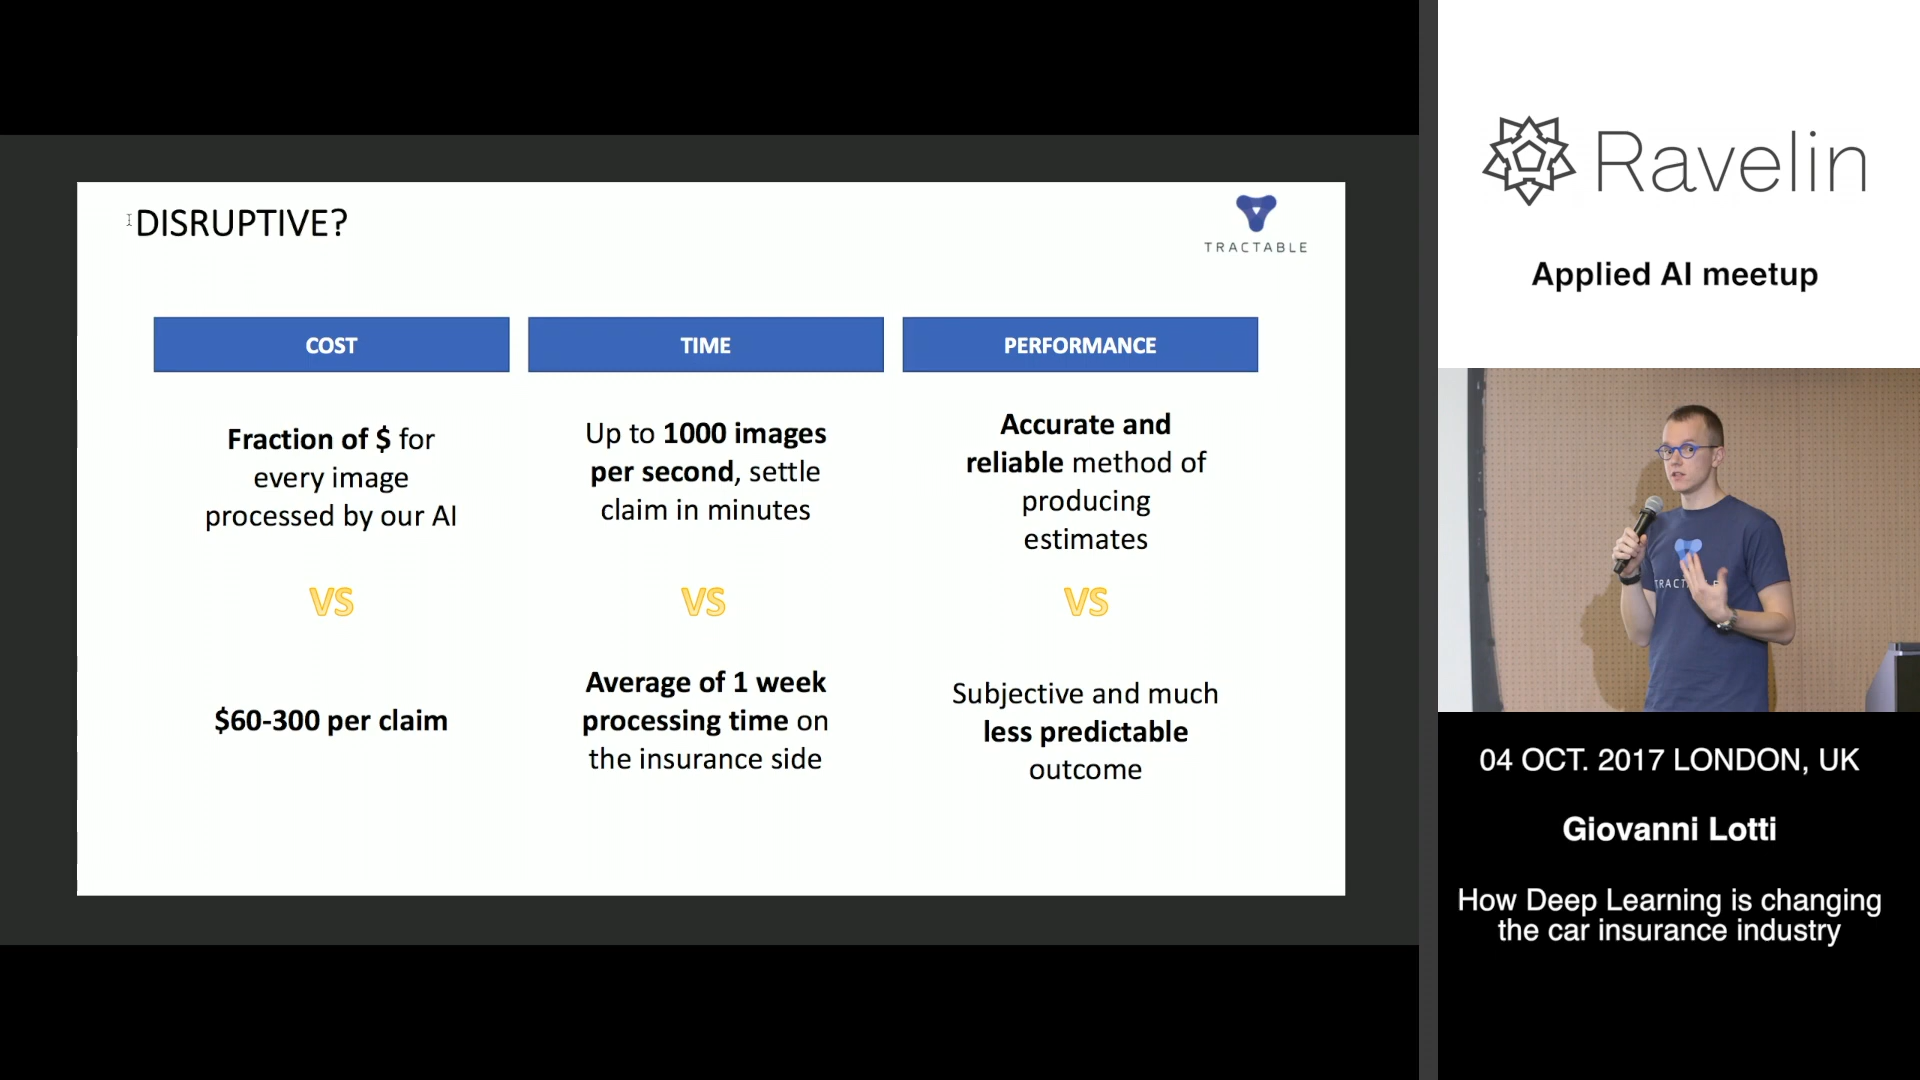 DISRUPTIVE?
TRACTABLE
COST
TIME
PERFORMANCE
Fraction of $ for
every image
processed by our AI
Up to 1000 images
per second, settle
claim in minutes
Accurate and
reliable method of
producing
estimates
VS
VS
VS
$60-300 per claim
Average of 1 week
processing time on
the insurance side
Subjective and much
less predictable
outcome
Ravelin
Applied AI meetup
04 OCT. 2017 LONDON, UK
Giovanni Lotti
How Deep Learning is changing
the car insurance industry